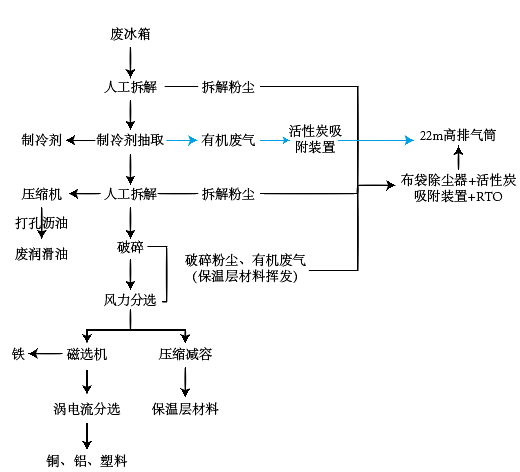 废冰箱
人工拆解
拆解粉尘
制冷剂
制冷剂抽取
有机废气
活性炭吸
附装置
22m高排气筒
压缩机
人工拆解
拆解粉尘
布袋除尘器+活性炭
吸附装置+RTO
打孔沥油
废润滑油
破碎
破碎粉尘、有机废气
（保温层材料挥发）
风力分选
铁
磁选机
压缩减容
涡电流分选
保温层材料
铜、铝、塑料